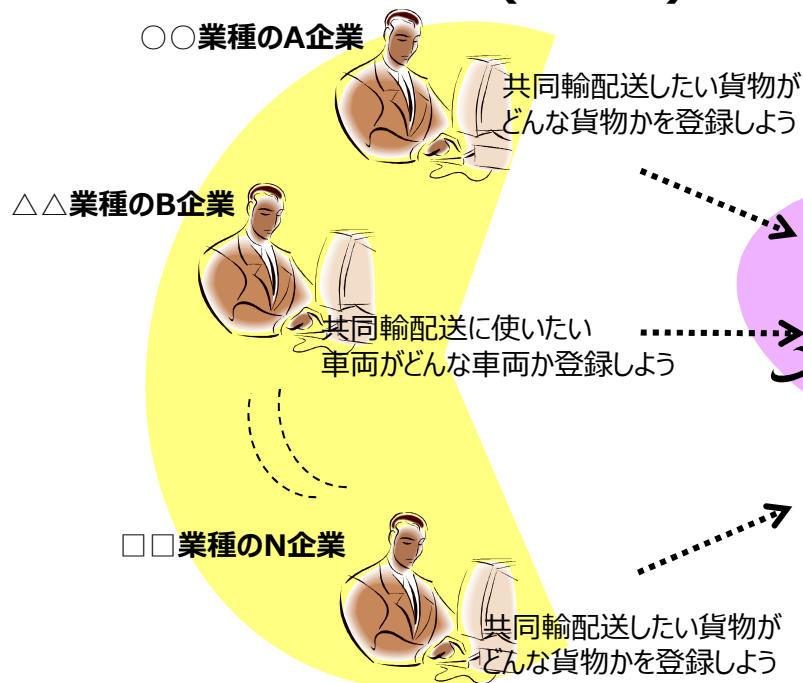 ○○業種のA企業
共同輸配送したい貨物が
どんな貨物かを登録しよう
△△業種のB企業
共同輸配送に使いたい
車両がどんな車両か登録しよう
□□業種のN企業
共同輸配送したい貨物が
どんな貨物かを登録しよう